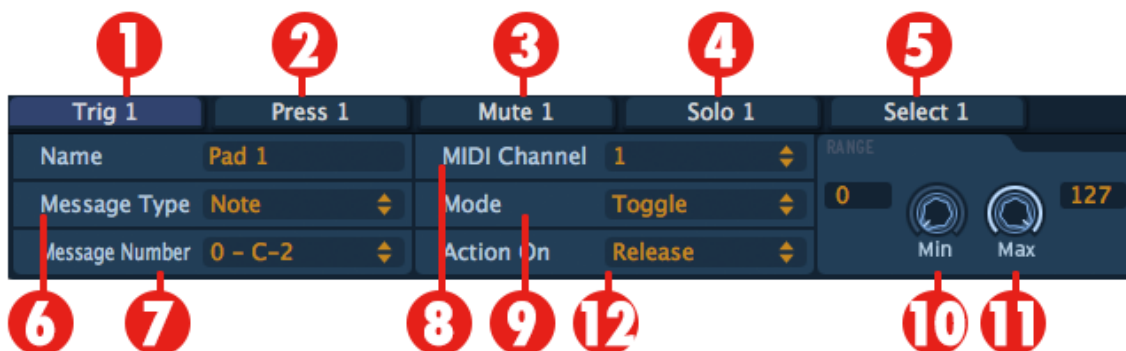 1 2 3 4 5
Trig 1 Press 1 Mute 1 Solo 1 Select 1
Name Pad 1 MIDI Channel 1 RANGE
Message Type Note Mode Toggle 0 127
Message Number 0 – C-2 Action On Release Min Max
6 7 8 9 12 10 11